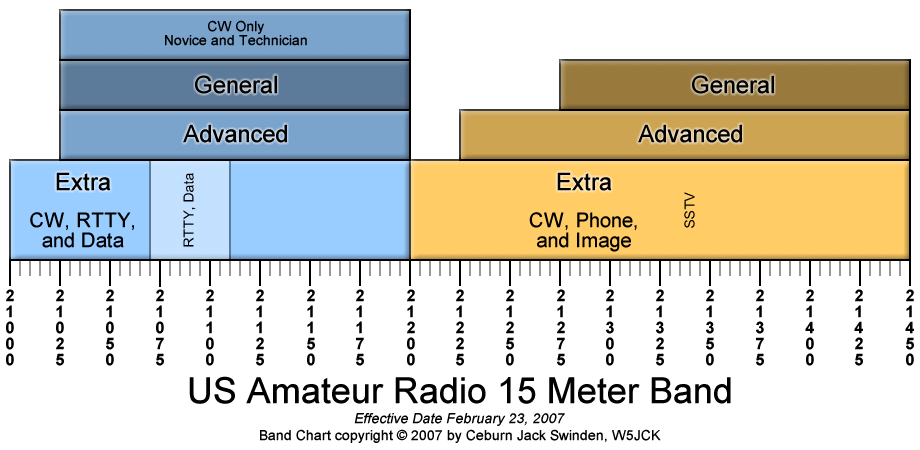 CW Only
Novice and Technician
General
General
Advanced
Advanced
Extra
CW, RTTY,
and Data
RTTY, Data
Extra
CW, Phone,
and Image
SSTV
21000
21025
21050
21075
21100
21125
21150
21175
21200
21225
21250
21275
21300
21325
21350
21375
21400
21425
21450
US Amateur Radio 15 Meter Band
Effective Date February 23, 2007
Band Chart copyright © 2007 by Ceburn Jack Swinden, W5JCK